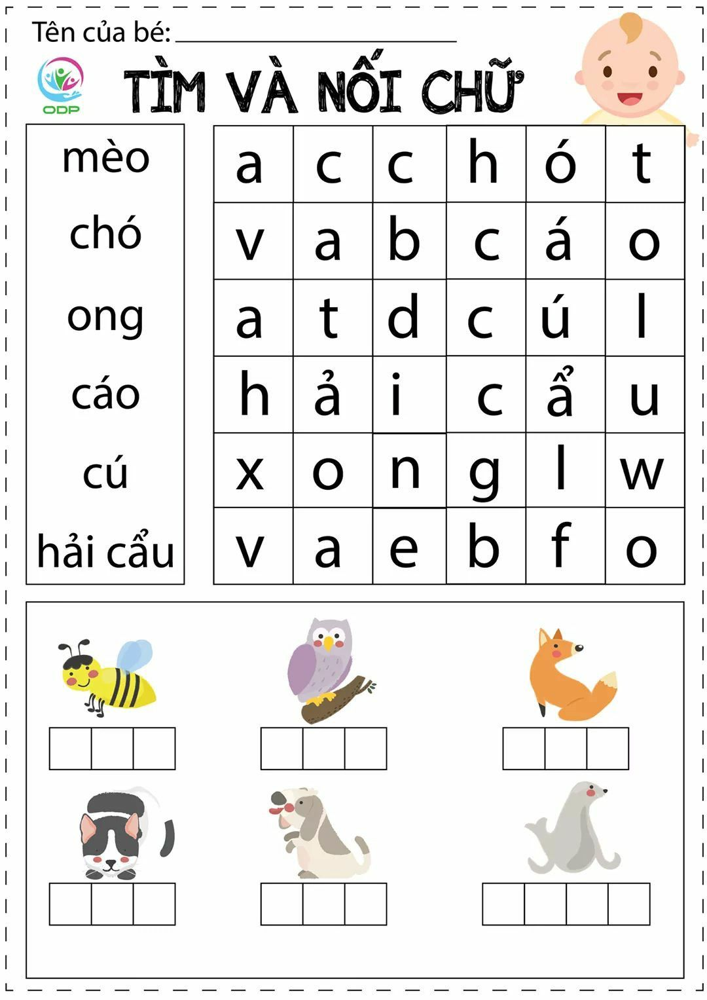 Tên của bé:
ODP
TÌM VÀ NỐI CHỮ
mèo
chó
ong
cáo
cú
hải cẩu
a c c h ó t
v a b c á o
a t d c ú l
h ả i c ẩ u
x o n g l w
v a e b f o